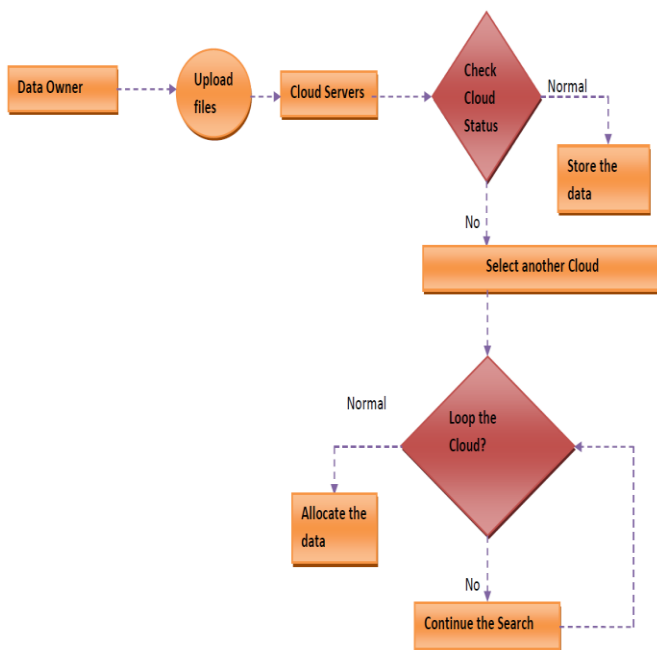 Data Owner
Upload
files
Cloud Servers
Check
Cloud
Status
Normal
Store the
data
No
Select another Cloud
Normal
Loop the
Cloud?
Allocate the
data
No
Continue the Search